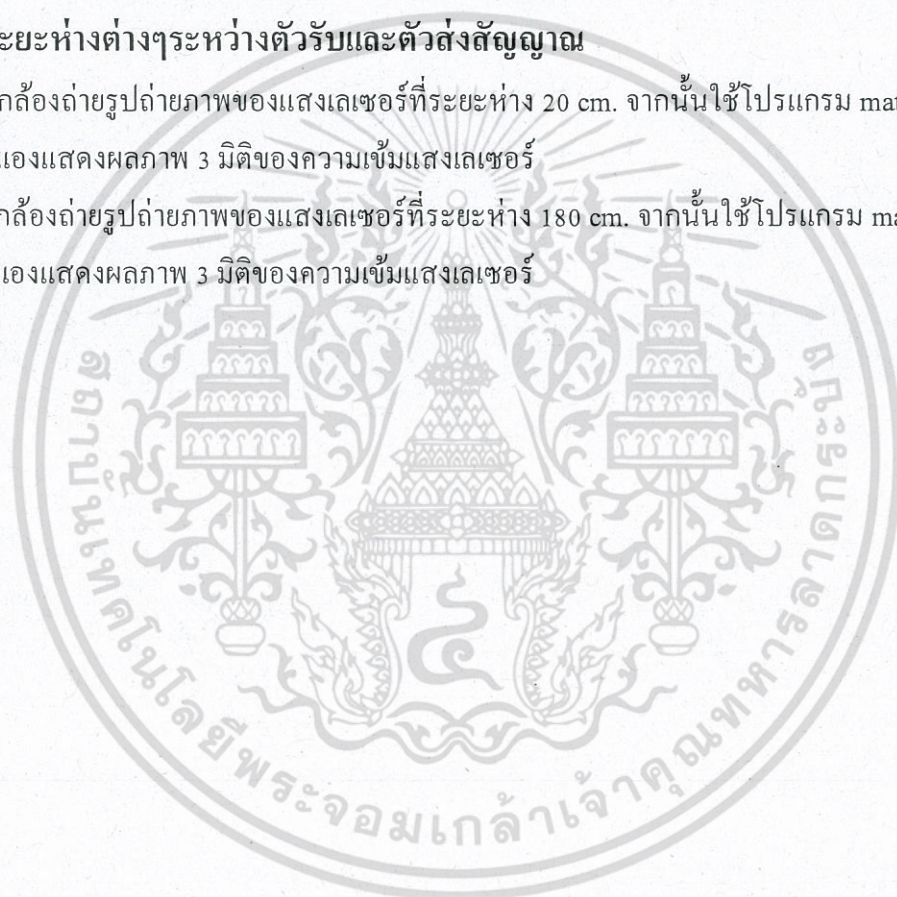 ะยะห่างต่างๆระหว่างตัวรับและตัวส่งสัญญาณ
กล้องถ่ายรูปถ่ายภาพของแสงเลเซอร์ที่ระยะห่าง 20 cm. จากนั้นใช้โปรแกรม mat
นเองแสดงผลภาพ 3 มิติของความเข้มแสงเลเซอร์
กล้องถ่ายรูปถ่ายภาพของแสงเลเซอร์ที่ระยะห่าง 180 cm. จากนั้นใช้โปรแกรม ma
นเองแสดงผลภาพ 3 มิติของความเข้มแสงเลเซอร์
สถาบันเทคโนโลยีพระจอมเกล้าเจ้าคุณทหารลาดกระบัง